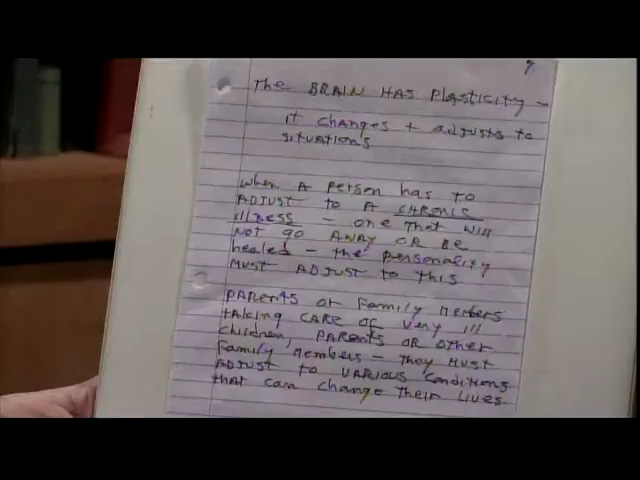 9
The BRAIN HAS Plasticity -
it changes + adjusts to
situations
When A person has to
ADJUST to A CHRONIC
illness - one that will
NOT go AWAY OR BE
healed - the personality
MUST ADJUST to this
PARENTS or Family Members
taking CARE of very ill
children, PARENTS OR other
Family Members - they MUST
ADJUST to VARIOUS Conditions
that can change their Lives